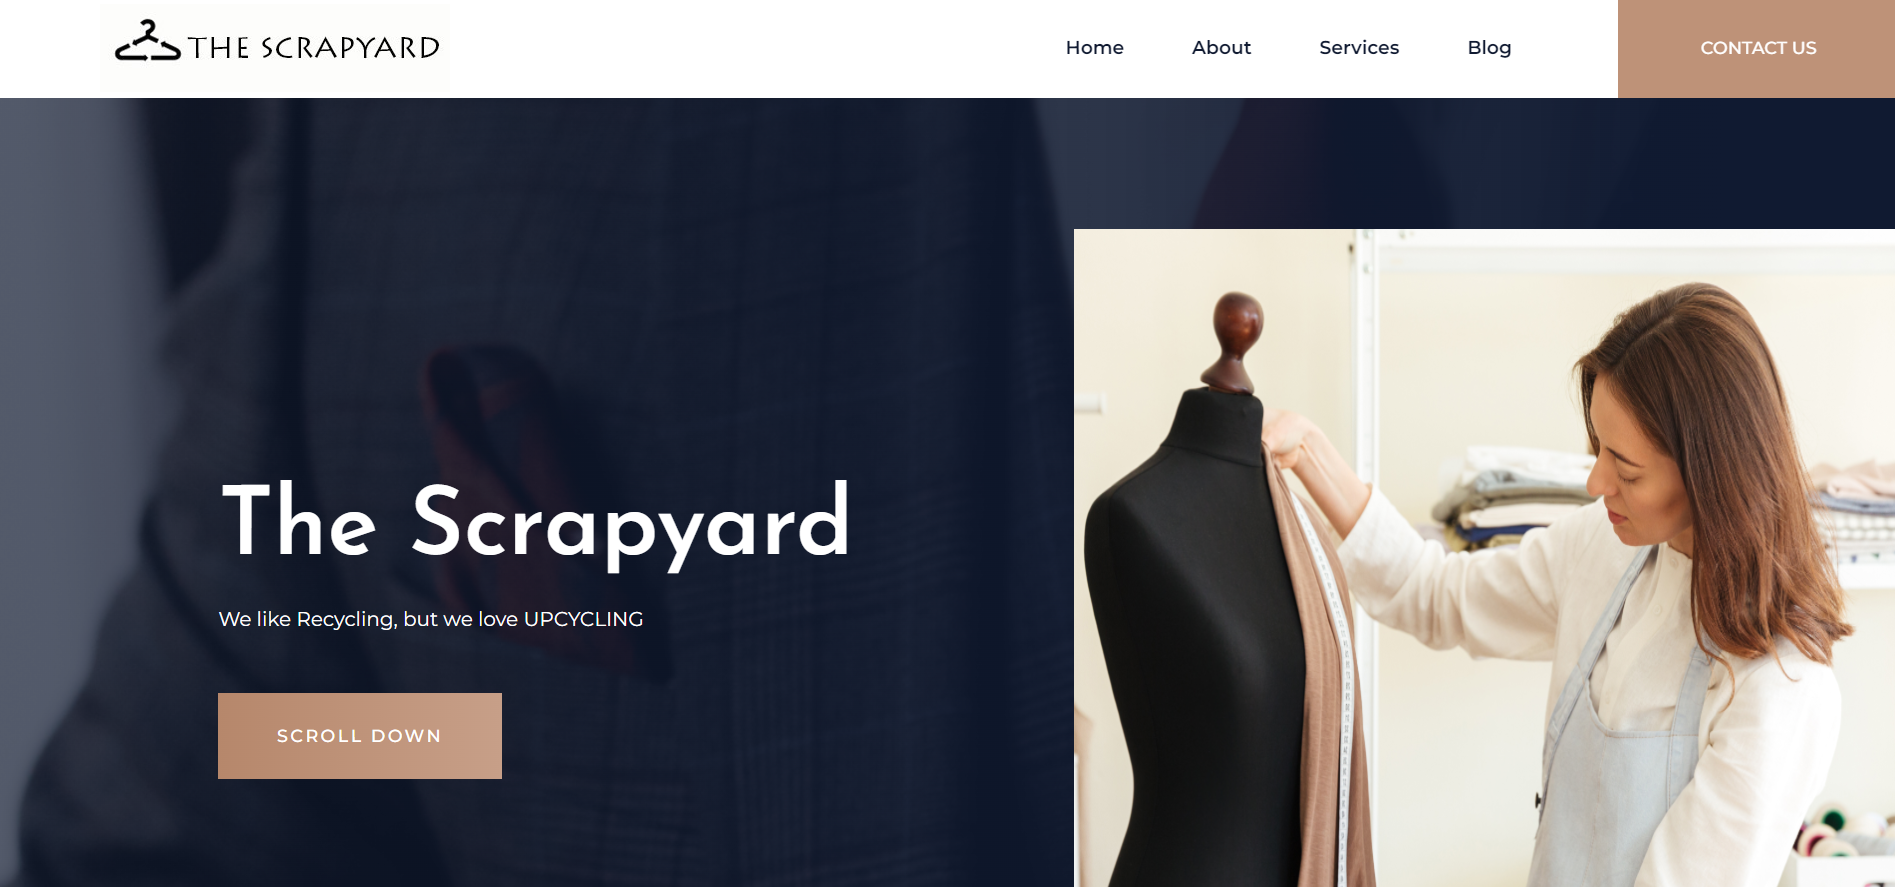 THE SCRAPYARD
Home About Services Blog CONTACT US
The Scrapyard
We like Recycling, but we love UPCYCLING
SCROLL DOWN